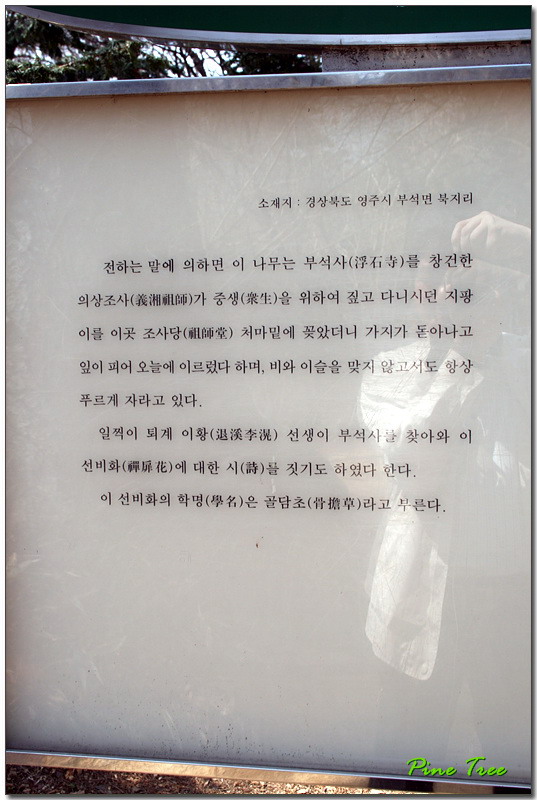 소재지 : 경상북도 영주시 부석면 북지리
전하는 말에 의하면 이 나무는 부석사(浮石寺)를 창건한
의상조사(義湘祖師)가 중생(衆生)을 위하여 짚고 다니시던 지팡
이를 이곳 조사당(祖師堂) 처마밑에 꽂았더니 가지가 돋아나고
잎이 피어 오늘에 이르렀다 하며, 비와 이슬을 맞지 않고서도 항상
푸르게 자라고 있다.
일찍이 퇴계 이황(退溪李滉) 선생이 부석사를 찾아와 이
선비화(禪扉花)에 대한 시(詩)를 짓기도 하였다 한다.
이 선비화의 학명(學名)은 골담초(骨擔草)라고 부른다.
Pine Tree